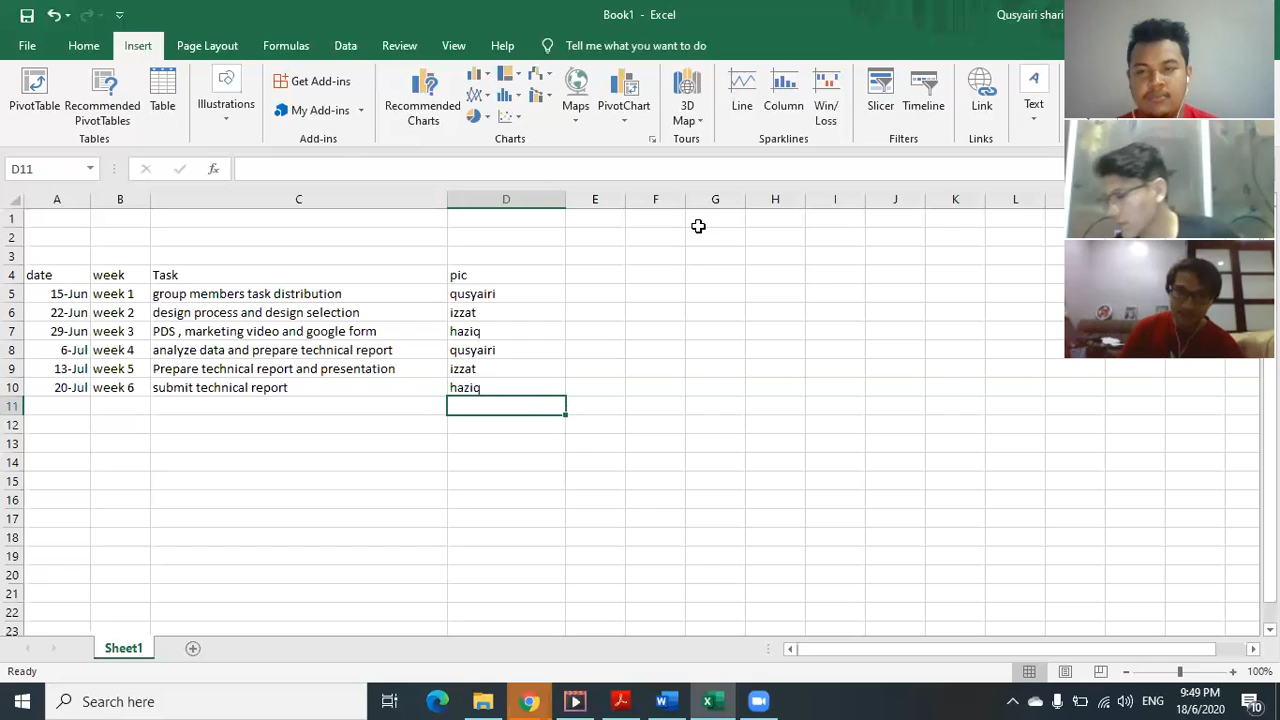 Book1 - Excel
Qusyairi shari
File Home Insert Page Layout Formulas Data Review View Help Tell me what you want to do
PivotTable Recommended PivotTables Table Illustrations Get Add-ins My Add-ins Recommended Charts Maps PivotChart 3D Map Line Column Win/Loss Slicer Timeline Link Text
Tables Add-ins Charts Tours Sparklines Filters Links
D11 fx
A B C D E F G H I J K L
1
2
3
4 date week Task pic
5 15-Jun week 1 group members task distribution qusyairi
6 22-Jun week 2 design process and design selection izzat
7 29-Jun week 3 PDS , marketing video and google form haziq
8 6-Jul week 4 analyze data and prepare technical report qusyairi
9 13-Jul week 5 Prepare technical report and presentation izzat
10 20-Jul week 6 submit technical report haziq
11
12
13
14
15
16
17
18
19
20
21
22
23
Sheet1
Ready 100%
Search here ENG 9:49 PM
18/6/2020 10